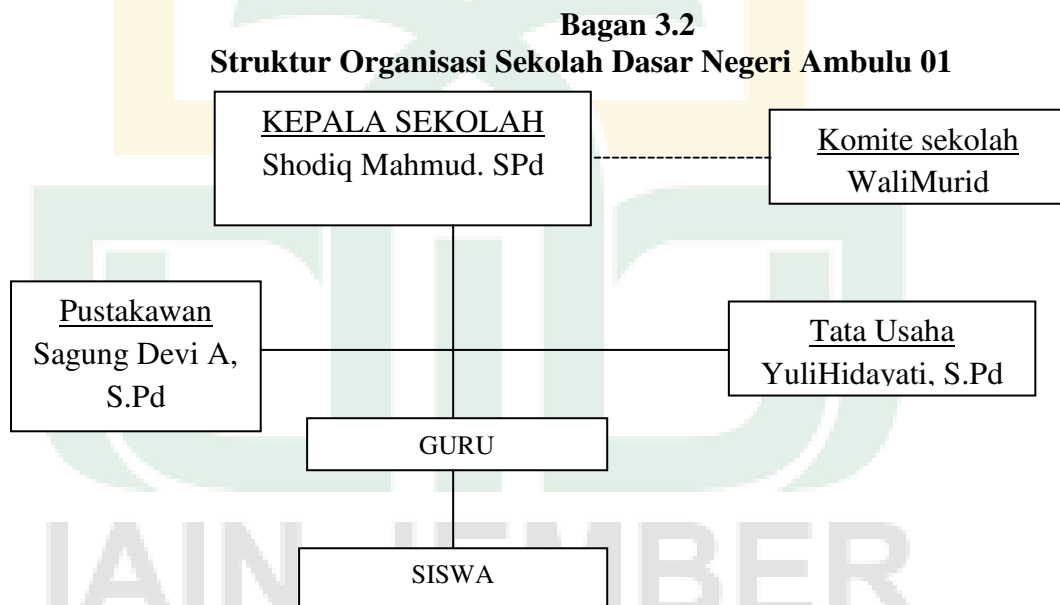 Bagan 3.2
Struktur Organisasi Sekolah Dasar Negeri Ambulu 01
KEPALA SEKOLAH
Shodiq Mahmud. SPd
Komite sekolah
WaliMurid
Pustakawan
Sagung Devi A,
S.Pd
Tata Usaha
YuliHidayati, S.Pd
GURU
SISWA
IAIN JEMBER